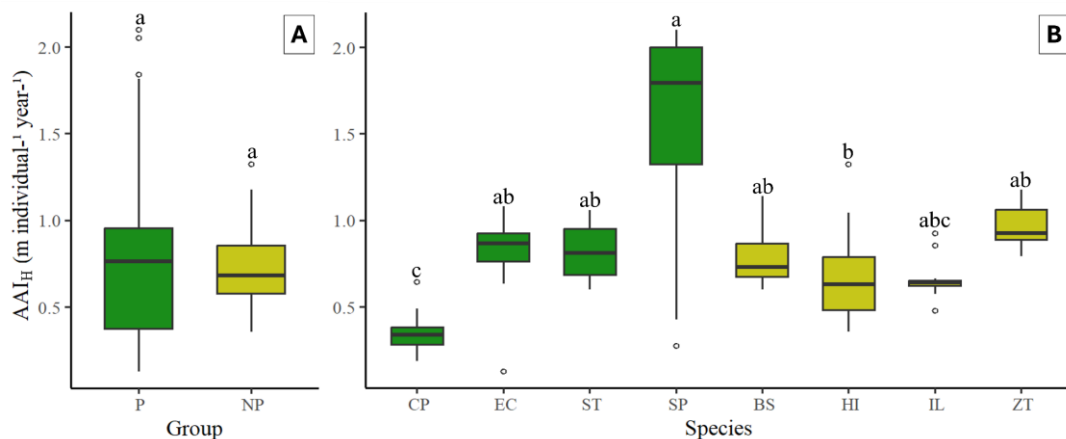 A
AAI_H (m individual-¹ year-¹)
2.0
1.5
1.0
0.5
a
a
P NP
Group
B
2.0
1.5
1.0
0.5
c
ab
ab
a
ab
b
abc
ab
CP EC ST SP BS HI IL ZT
Species